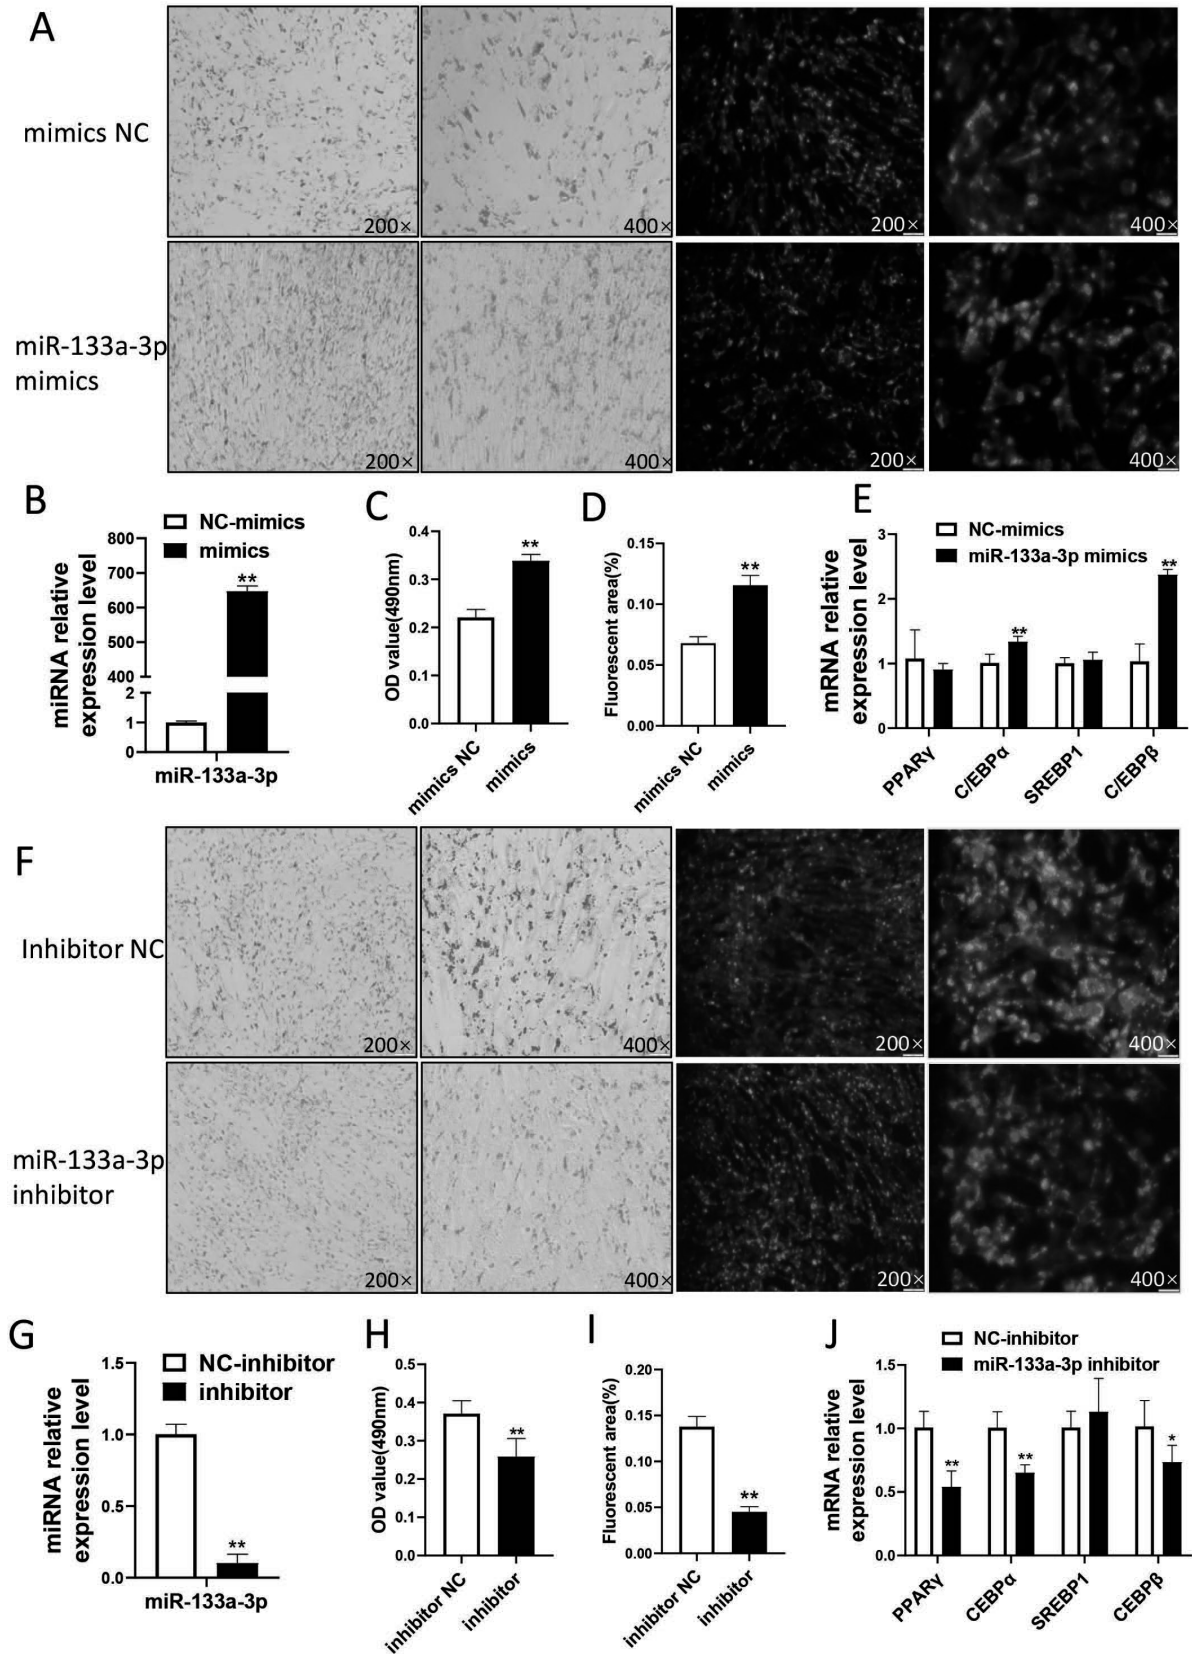 A
mimics NC
200×
400×
200×
400×
miR-133a-3p
mimics
200×
400×
200×
400×
B
NC-mimics
mimics
miRNA relative
expression level
800
700
600
500
400
2
1
0
**
miR-133a-3p
C
OD value(490nm)
0.4
0.3
0.2
0.1
0.0
**
mimics NC
mimics
D
Fluorescent area(%)
0.15
0.10
0.05
0.00
**
mimics NC
mimics
E
NC-mimics
miR-133a-3p mimics
mRNA relative
expression level
3
2
1
0
**
**
PPARγ
C/EBPα
SREBP1
C/EBPβ
F
Inhibitor NC
200×
400×
200×
400×
miR-133a-3p
inhibitor
200×
400×
200×
400×
G
NC-inhibitor
inhibitor
miRNA relative
expression level
1.5
1.0
0.5
0.0
**
miR-133a-3p
H
OD value(490nm)
0.5
0.4
0.3
0.2
0.1
0.0
**
inhibitor NC
inhibitor
I
Fluorescent area(%)
0.20
0.15
0.10
0.05
0.00
**
inhibitor NC
inhibitor
J
NC-inhibitor
miR-133a-3p inhibitor
mRNA relative
expression level
1.5
1.0
0.5
0.0
**
**
*
PPARγ
CEBPα
SREBP1
CEBPβ